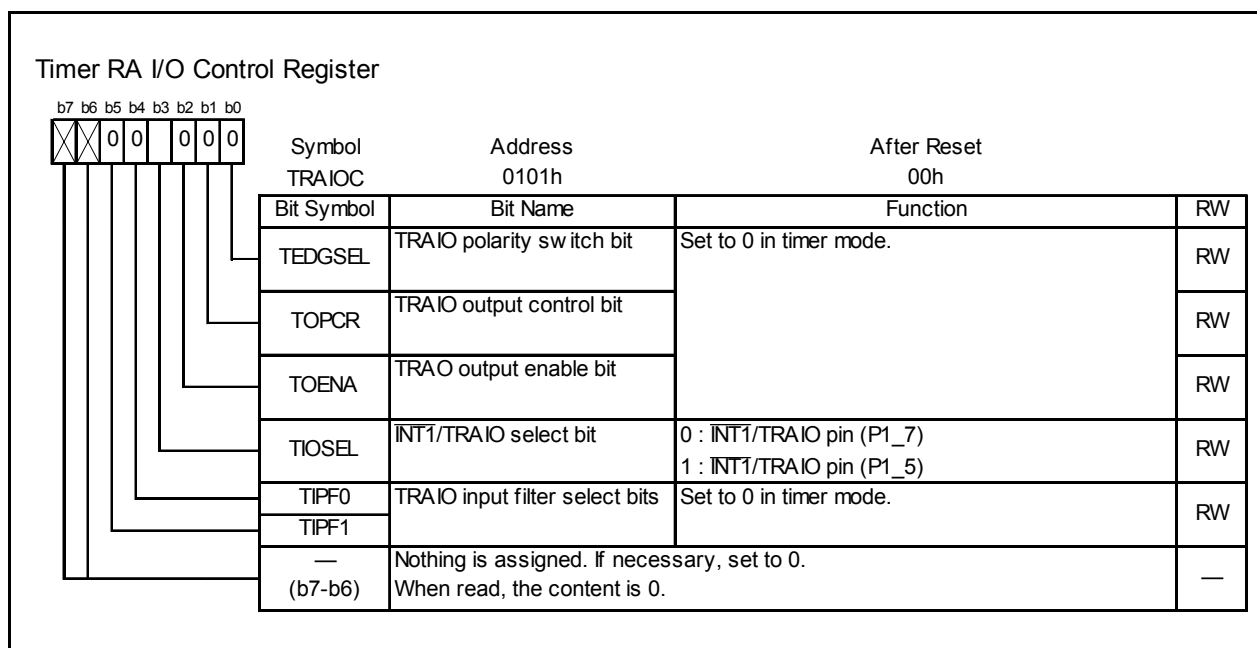 Timer RA I/O Control Register
b7 b6 b5 b4 b3 b2 b1 b0
0 0 0 0 0
Symbol Address After Reset
TRAIOC 0101h 00h
Bit Symbol Bit Name Function RW
TEDGSEL TRAIO polarity switch bit Set to 0 in timer mode. RW
TOPCR TRAIO output control bit RW
TOENA TRAO output enable bit RW
TIOSEL INT1/TRAIO select bit 0 : INT1/TRAIO pin (P1_7) RW
1 : INT1/TRAIO pin (P1_5)
TIPF0 TRAIO input filter select bits Set to 0 in timer mode. RW
TIPF1
— Nothing is assigned. If necessary, set to 0. —
(b7-b6) When read, the content is 0.